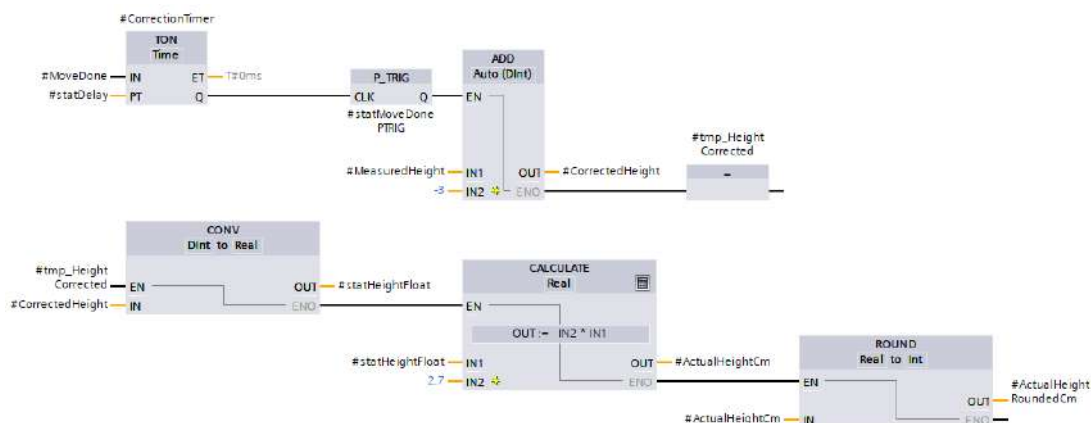 #CorrectionTimer
TON
Time
#MoveDone IN ET T#0ms
#statDelay PT Q
P_TRIG
CLK Q
#statMoveDone
PTRIG
ADD
Auto (DInt)
EN
#MeasuredHeight IN1 OUT #CorrectedHeight
-3 IN2 ENO
#tmp_Height
Corrected
=
CONV
Dint to Real
#tmp_Height
Corrected EN OUT #statHeightFloat
#CorrectedHeight IN ENO
CALCULATE
Real
EN
OUT := IN2 * IN1
#statHeightFloat IN1 OUT #ActualHeightCm
2.7 IN2 ENO
ROUND
Real to Int
EN
#ActualHeight
OUT RoundedCm
#ActualHeightCm IN ENO